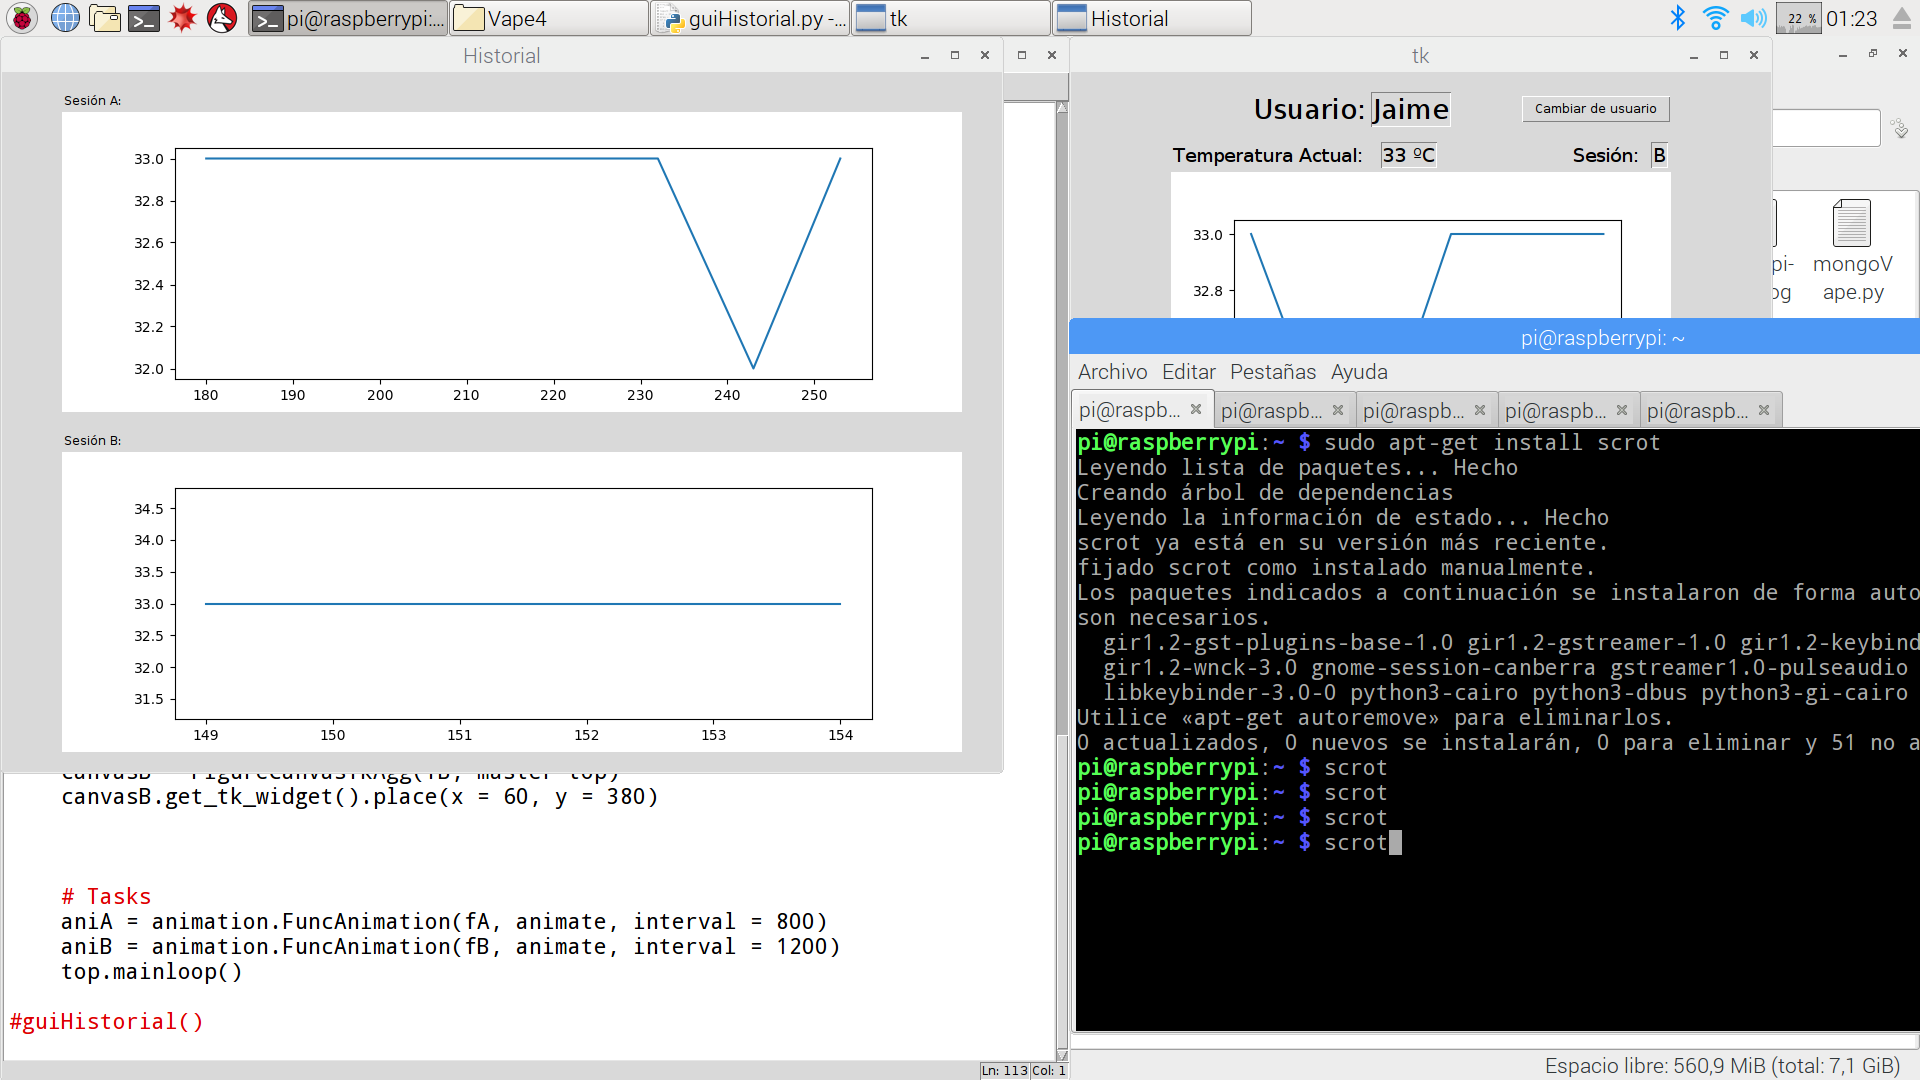 pi@raspberrypi:...
Vape4
guiHistorial.py -...
tk
Historial
22 %
01:23
Historial
Sesión A:
33.0
32.8
32.6
32.4
32.2
32.0
180 190 200 210 220 230 240 250
Sesión B:
34.5
34.0
33.5
33.0
32.5
32.0
31.5
149 150 151 152 153 154
canvasB.get_tk_widget().place(x = 60, y = 380)
# Tasks
aniA = animation.FuncAnimation(fA, animate, interval = 800)
aniB = animation.FuncAnimation(fB, animate, interval = 1200)
top.mainloop()
#guiHistorial()
Ln: 113 Col: 1
tk
Usuario: Jaime
Cambiar de usuario
Temperatura Actual: 33 ºC
Sesión: B
33.0
32.8
pi-
og
mongoV
ape.py
pi@raspberrypi: ~
Archivo Editar Pestañas Ayuda
pi@raspb... pi@raspb... pi@raspb... pi@raspb... pi@raspb...
pi@raspberrypi:~ $ sudo apt-get install scrot
Leyendo lista de paquetes... Hecho
Creando árbol de dependencias
Leyendo la información de estado... Hecho
scrot ya está en su versión más reciente.
fijado scrot como instalado manualmente.
Los paquetes indicados a continuación se instalaron de forma auto
son necesarios.
gir1.2-gst-plugins-base-1.0 gir1.2-gstreamer-1.0 gir1.2-keybind
gir1.2-wnck-3.0 gnome-session-canberra gstreamer1.0-pulseaudio
libkeybinder-3.0-0 python3-cairo python3-dbus python3-gi-cairo
Utilice «apt-get autoremove» para eliminarlos.
0 actualizados, 0 nuevos se instalarán, 0 para eliminar y 51 no a
pi@raspberrypi:~ $ scrot
pi@raspberrypi:~ $ scrot
pi@raspberrypi:~ $ scrot
pi@raspberrypi:~ $ scrot
Espacio libre: 560,9 MiB (total: 7,1 GiB)